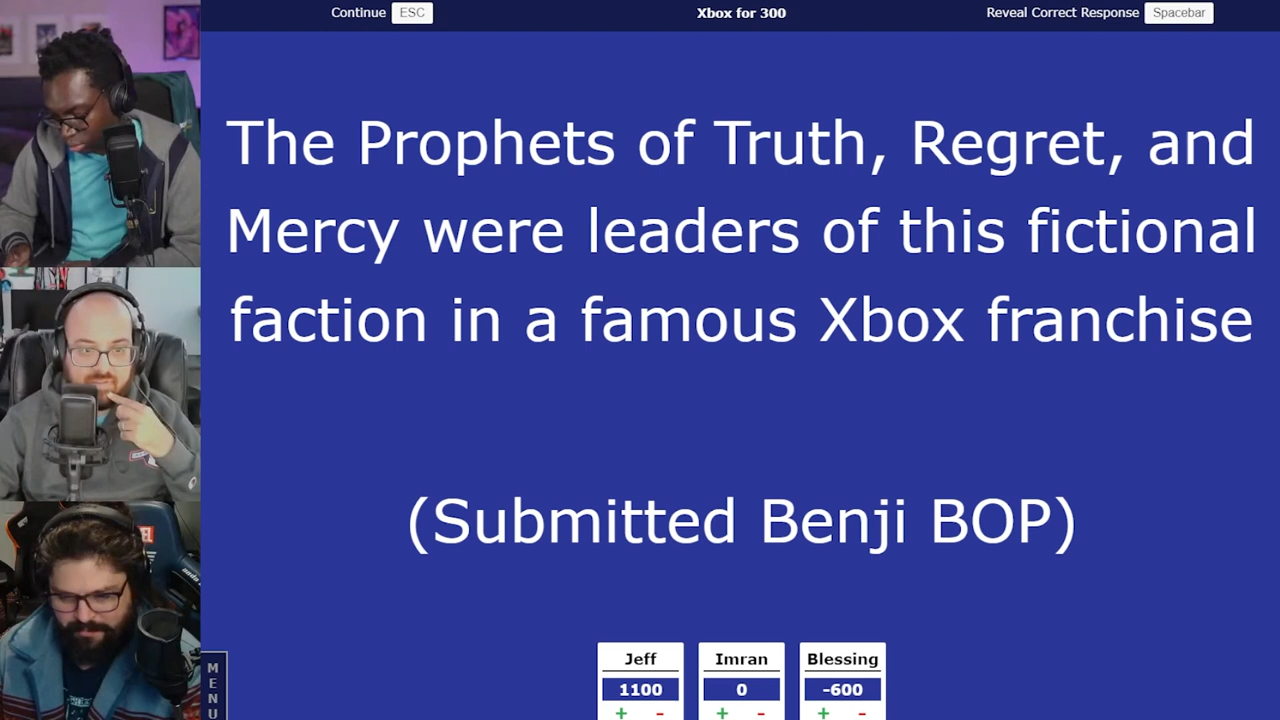 Continue ESC Xbox for 300 Reveal Correct Response Spacebar
The Prophets of Truth, Regret, and
Mercy were leaders of this fictional
faction in a famous Xbox franchise
(Submitted Benji BOP)
MENU
Jeff Imran Blessing
1100 0 -600
+ - + - + -